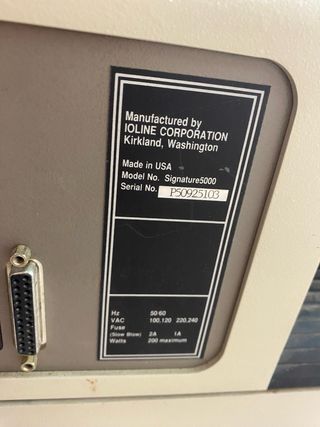 Manufactured by
IOLINE CORPORATION
Kirkland, Washington
Made in USA
Model No. Signature5000
Serial No. P50925103
Hz 50-60
VAC 100,120 220,240
Fuse
(Slow Blow) 2A 1A
Watts 200 maximum